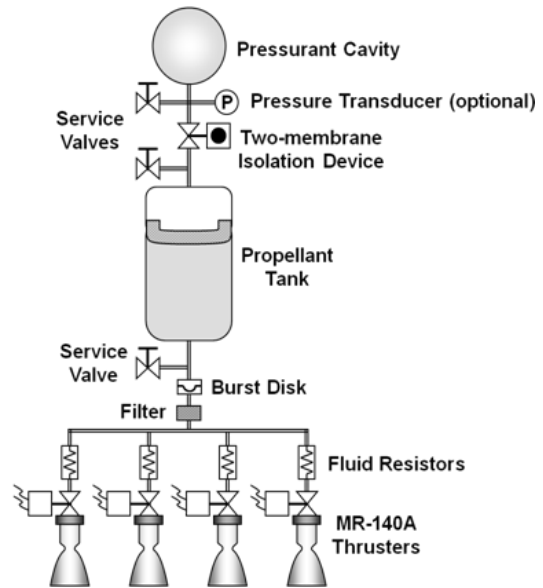 Pressurant Cavity
P
Pressure Transducer (optional)
Service
Valves
Two-membrane
Isolation Device
Propellant
Tank
Service
Valve
Burst Disk
Filter
Fluid Resistors
MR-140A
Thrusters